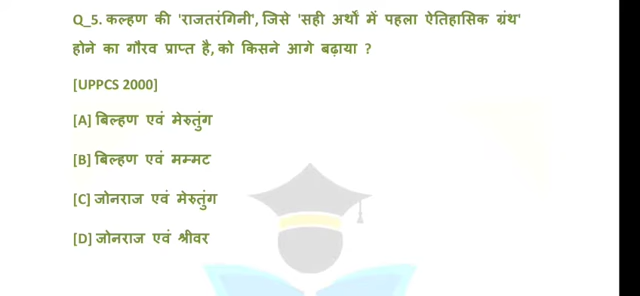 Q_5. कल्हण की 'राजतरंगिनी', जिसे 'सही अर्थों में पहला ऐतिहासिक ग्रंथ'
होने का गौरव प्राप्त है, को किसने आगे बढ़ाया ?
[UPPCS 2000]
[A] बिल्हण एवं मेरुतुंग
[B] बिल्हण एवं मम्मट
[C] जोनराज एवं मेरुतुंग
[D] जोनराज एवं श्रीवर